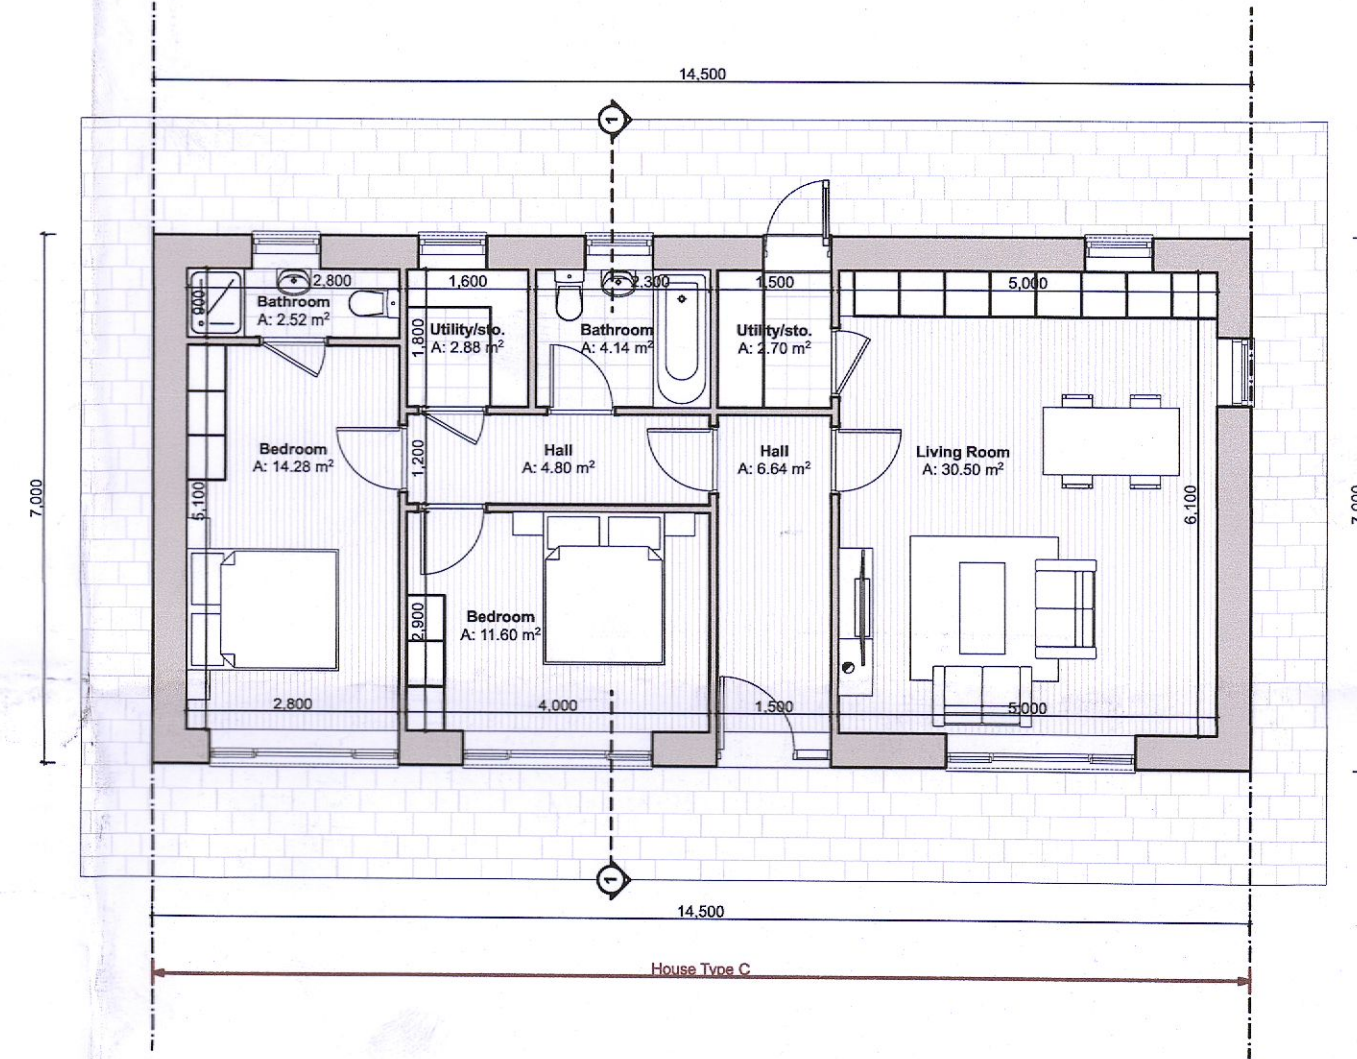 14,500
1
2,800
1,600
2,300
1,500
5,000
900
Bathroom
A: 2.52 m²
1,800
Utility/sto.
A: 2.88 m²
Bathroom
A: 4.14 m²
Utility/sto.
A: 2.70 m²
Bedroom
A: 14.28 m²
1,200
Hall
A: 4.80 m²
Hall
A: 6.64 m²
Living Room
A: 30.50 m²
7,000
5,100
6,100
7,000
2,900
Bedroom
A: 11.60 m²
2,800
4,000
1,500
5,000
1
14,500
House Type C